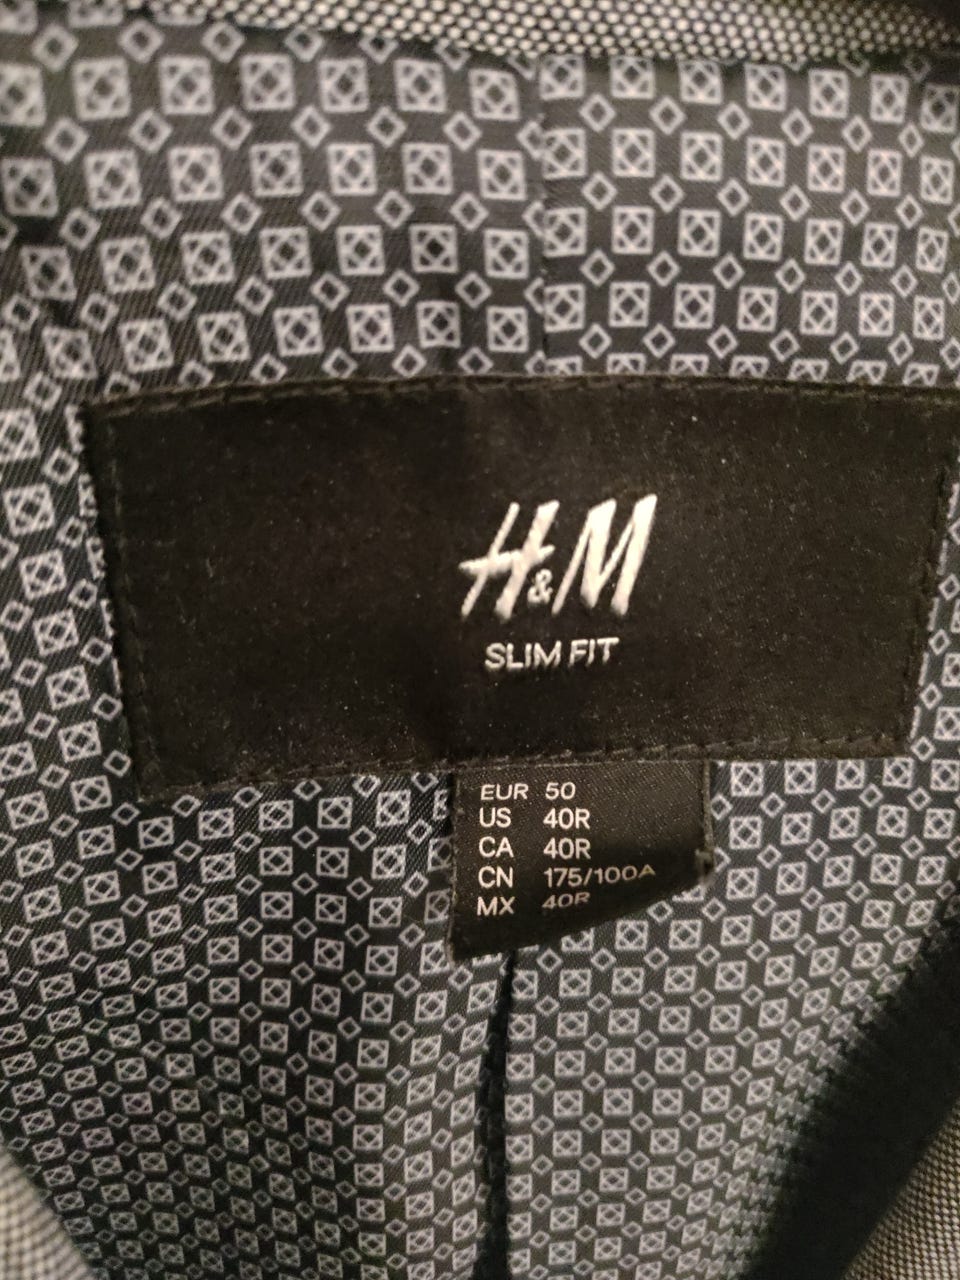 H&M
SLIM FIT
EUR 50
US 40R
CA 40R
CN 175/100A
MX 40R